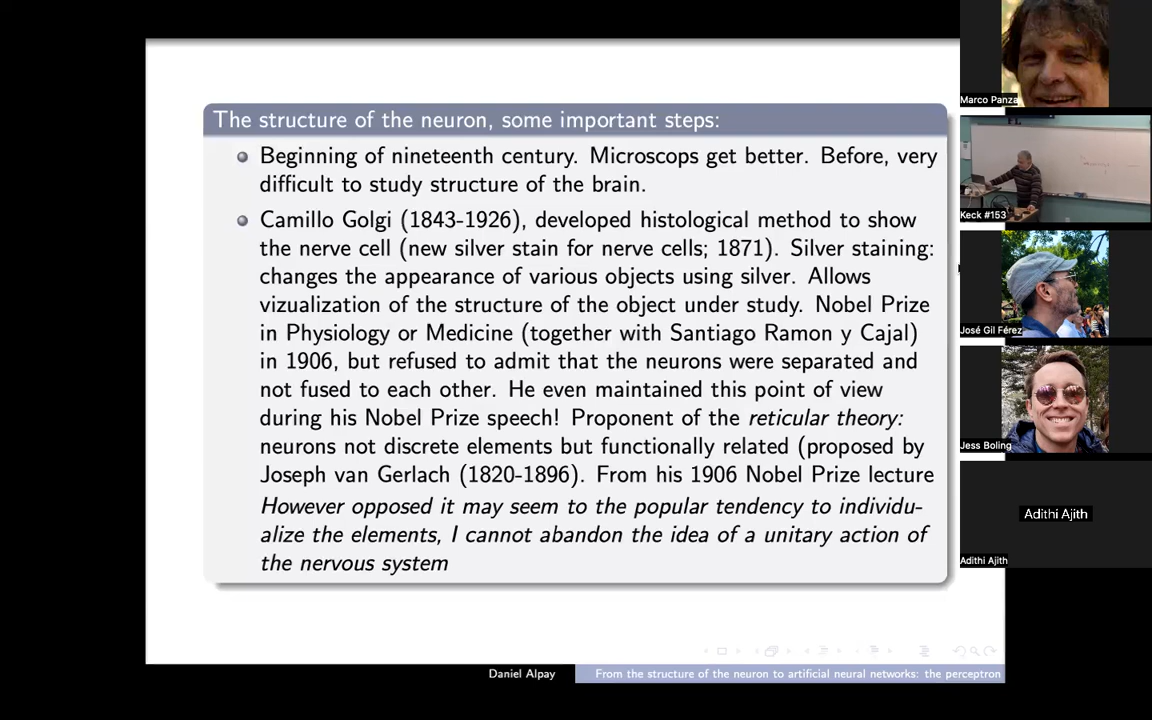 The structure of the neuron, some important steps:
Beginning of nineteenth century. Microscops get better. Before, very
difficult to study structure of the brain.
Camillo Golgi (1843-1926), developed histological method to show
the nerve cell (new silver stain for nerve cells; 1871). Silver staining:
changes the appearance of various objects using silver. Allows
vizualization of the structure of the object under study. Nobel Prize
in Physiology or Medicine (together with Santiago Ramon y Cajal)
in 1906, but refused to admit that the neurons were separated and
not fused to each other. He even maintained this point of view
during his Nobel Prize speech! Proponent of the reticular theory:
neurons not discrete elements but functionally related (proposed by
Joseph van Gerlach (1820-1896). From his 1906 Nobel Prize lecture
However opposed it may seem to the popular tendency to individu-
alize the elements, I cannot abandon the idea of a unitary action of
the nervous system
Daniel Alpay
From the structure of the neuron to artificial neural networks: the perceptron
Marco Panza
Keck #153
José Gil Férez
Jess Boling
Adithi Ajith
Adithi Ajith